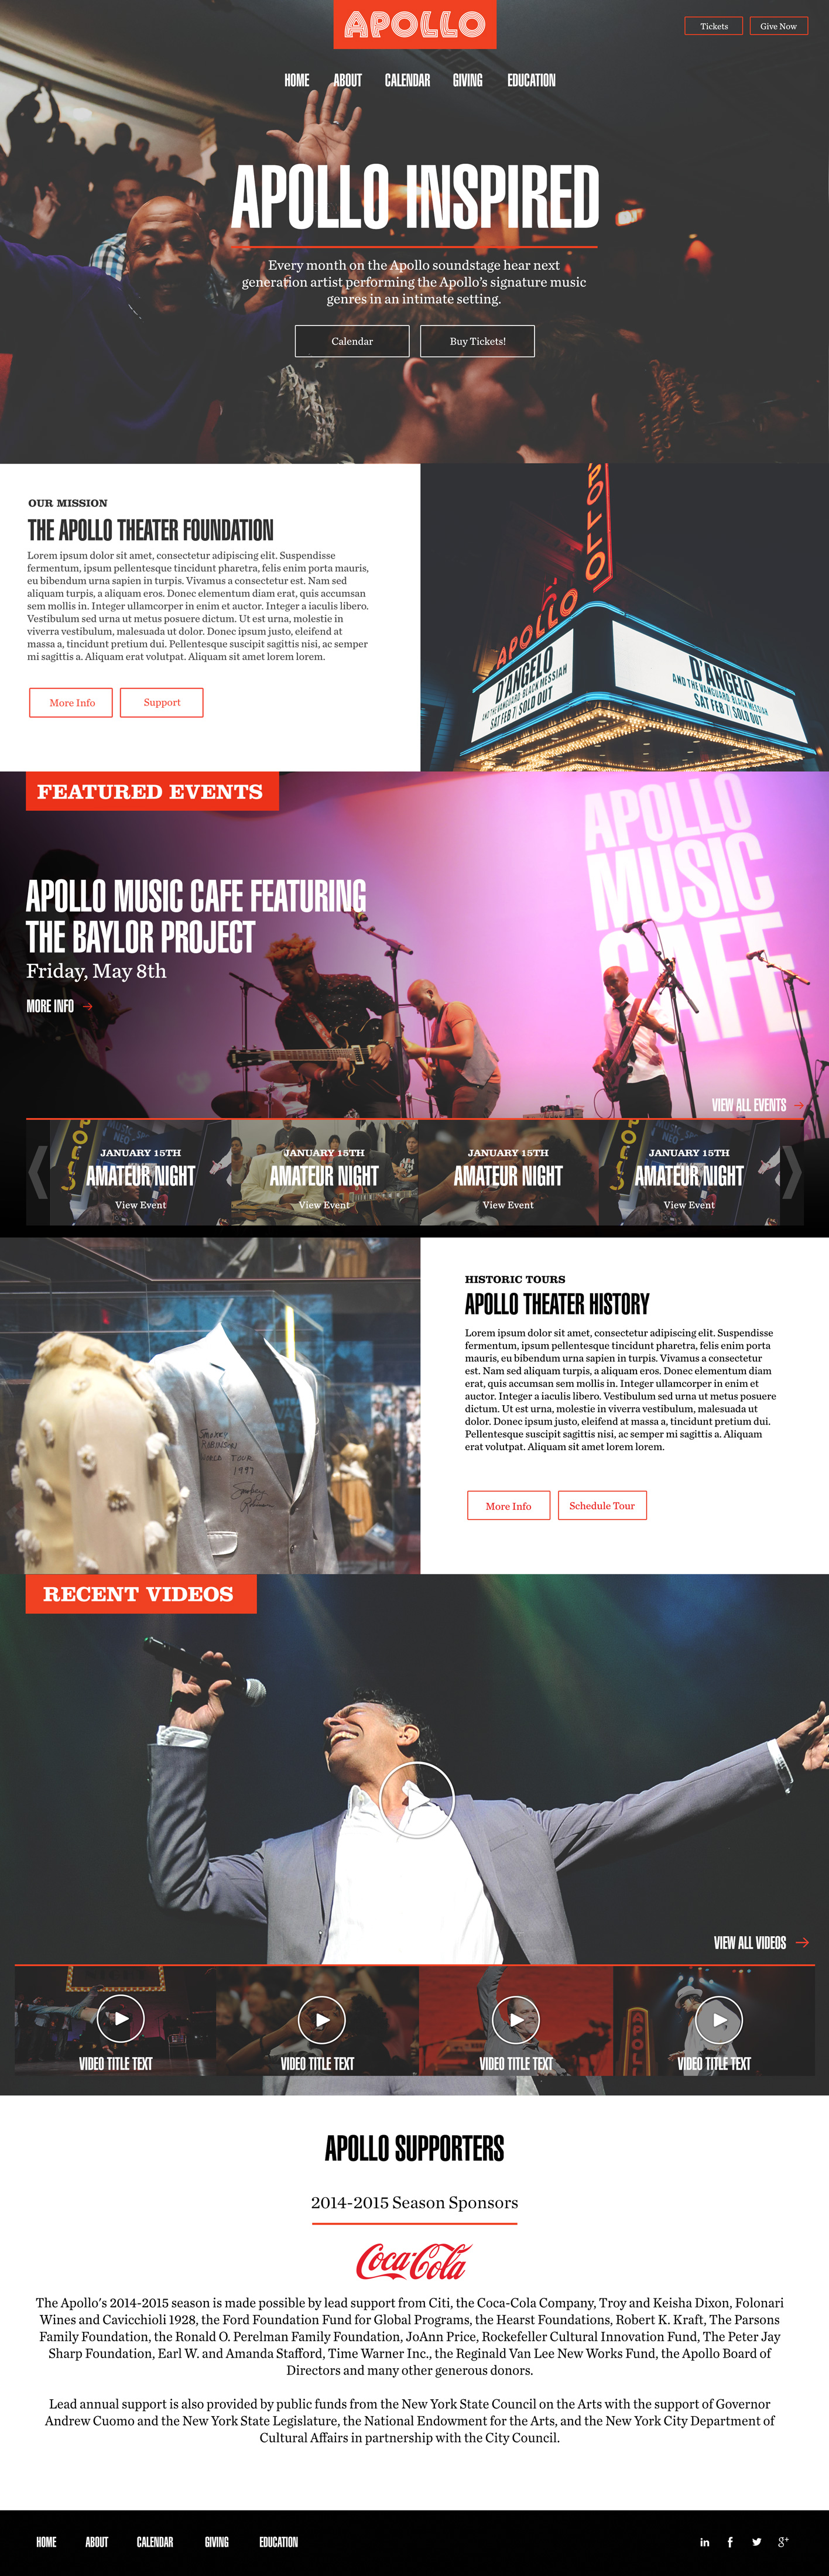 APOLLO
Tickets
Give Now
HOME
ABOUT
CALENDAR
GIVING
EDUCATION
APOLLO INSPIRED
Every month on the Apollo soundstage hear next
generation artist performing the Apollo's signature music
genres in an intimate setting.
Calendar
Buy Tickets!
OUR MISSION
THE APOLLO THEATER FOUNDATION
Lorem ipsum dolor sit amet, consectetur adipiscing elit. Suspendisse
fermentum, ipsum pellentesque tincidunt pharetra, felis enim porta mauris,
eu bibendum urna sapien in turpis. Vivamus a consectetur est. Nam sed
aliquam turpis, a aliquam eros. Donec elementum diam erat, quis accumsan
sem mollis in. Integer ullamcorper in enim et auctor. Integer a iaculis libero.
Vestibulum sed urna ut metus posuere dictum. Ut est urna, molestie in
viverra vestibulum, malesuada ut dolor. Donec ipsum justo, eleifend at
massa a, tincidunt pretium dui. Pellentesque suscipit sagittis nisi, ac semper
mi sagittis a. Aliquam erat volutpat. Aliquam sit amet lorem lorem.
More Info
Support
POLLO
APOLLO
D'ANGELO
AND THE VANGUARD BLACK MESSIAH
SAT FEB 7 SOLD OUT
D'ANGELO
AND THE VANGUARD BLACK MESSIAH
SAT FEB 7 SOLD OUT
FEATURED EVENTS
APOLLO
MUSIC
CAFE
APOLLO MUSIC CAFE FEATURING
THE BAYLOR PROJECT
Friday, May 8th
MORE INFO
VIEW ALL EVENTS
JANUARY 15TH
AMATEUR NIGHT
View Event
JANUARY 15TH
AMATEUR NIGHT
View Event
JANUARY 15TH
AMATEUR NIGHT
View Event
JANUARY 15TH
AMATEUR NIGHT
View Event
SMOKEY
ROBINSON
WORLD TOUR
1997
Smokey
Robinson
HISTORIC TOURS
APOLLO THEATER HISTORY
Lorem ipsum dolor sit amet, consectetur adipiscing elit. Suspendisse
fermentum, ipsum pellentesque tincidunt pharetra, felis enim porta
mauris, eu bibendum urna sapien in turpis. Vivamus a consectetur
est. Nam sed aliquam turpis, a aliquam eros. Donec elementum diam
erat, quis accumsan sem mollis in. Integer ullamcorper in enim et
auctor. Integer a iaculis libero. Vestibulum sed urna ut metus posuere
dictum. Ut est urna, molestie in viverra vestibulum, malesuada ut
dolor. Donec ipsum justo, eleifend at massa a, tincidunt pretium dui.
Pellentesque suscipit sagittis nisi, ac semper mi sagittis a. Aliquam
erat volutpat. Aliquam sit amet lorem lorem.
More Info
Schedule Tour
RECENT VIDEOS
VIEW ALL VIDEOS
VIDEO TITLE TEXT
VIDEO TITLE TEXT
VIDEO TITLE TEXT
VIDEO TITLE TEXT
APOLLO SUPPORTERS
2014-2015 Season Sponsors
Coca-Cola
The Apollo's 2014-2015 season is made possible by lead support from Citi, the Coca-Cola Company, Troy and Keisha Dixon, Folonari
Wines and Cavicchioli 1928, the Ford Foundation Fund for Global Programs, the Hearst Foundations, Robert K. Kraft, The Parsons
Family Foundation, the Ronald O. Perelman Family Foundation, JoAnn Price, Rockefeller Cultural Innovation Fund, The Peter Jay
Sharp Foundation, Earl W. and Amanda Stafford, Time Warner Inc., the Reginald Van Lee New Works Fund, the Apollo Board of
Directors and many other generous donors.
Lead annual support is also provided by public funds from the New York State Council on the Arts with the support of Governor
Andrew Cuomo and the New York State Legislature, the National Endowment for the Arts, and the New York City Department of
Cultural Affairs in partnership with the City Council.
HOME
ABOUT
CALENDAR
GIVING
EDUCATION